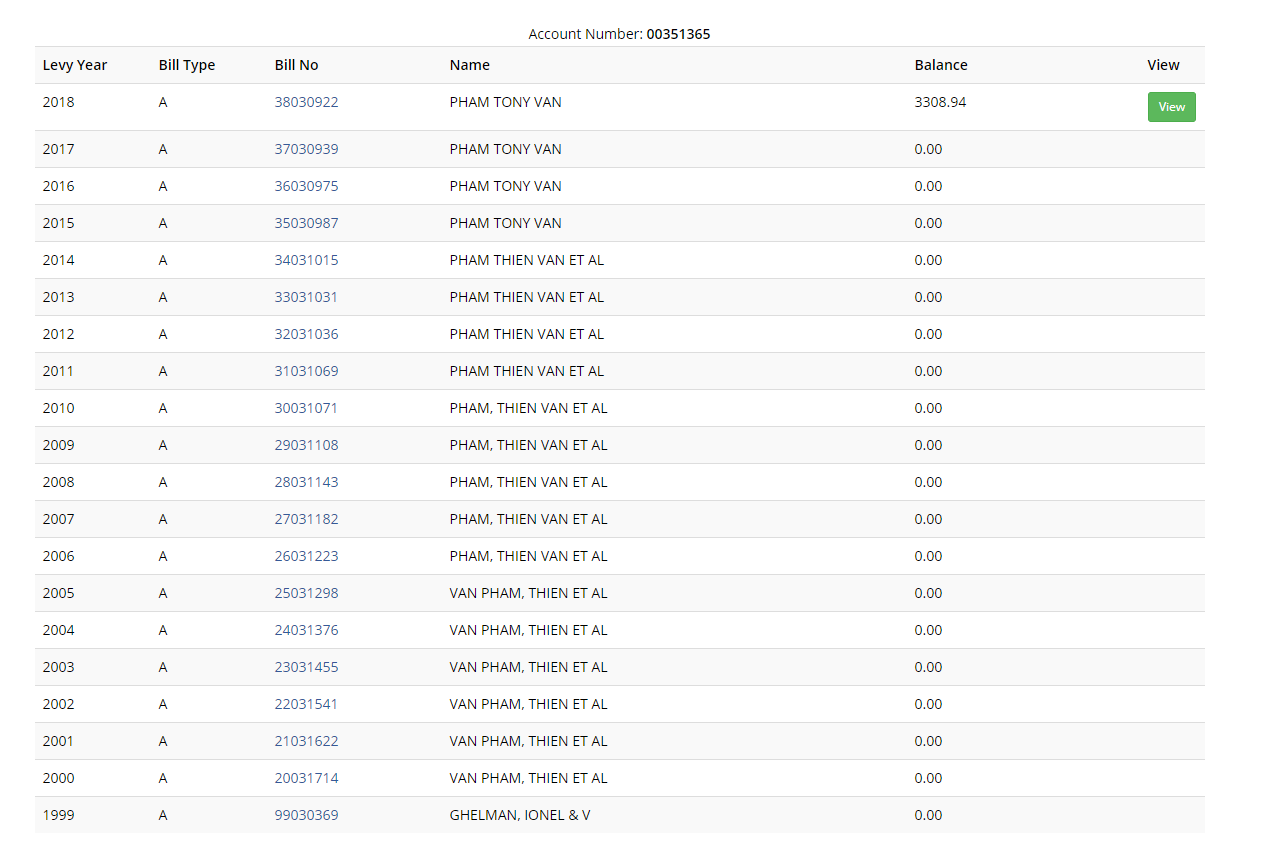 Account Number: 00351365
Levy Year Bill Type Bill No Name Balance View
2018 A 38030922 PHAM TONY VAN 3308.94 View
2017 A 37030939 PHAM TONY VAN 0.00
2016 A 36030975 PHAM TONY VAN 0.00
2015 A 35030987 PHAM TONY VAN 0.00
2014 A 34031015 PHAM THIEN VAN ET AL 0.00
2013 A 33031031 PHAM THIEN VAN ET AL 0.00
2012 A 32031036 PHAM THIEN VAN ET AL 0.00
2011 A 31031069 PHAM THIEN VAN ET AL 0.00
2010 A 30031071 PHAM, THIEN VAN ET AL 0.00
2009 A 29031108 PHAM, THIEN VAN ET AL 0.00
2008 A 28031143 PHAM, THIEN VAN ET AL 0.00
2007 A 27031182 PHAM, THIEN VAN ET AL 0.00
2006 A 26031223 PHAM, THIEN VAN ET AL 0.00
2005 A 25031298 VAN PHAM, THIEN ET AL 0.00
2004 A 24031376 VAN PHAM, THIEN ET AL 0.00
2003 A 23031455 VAN PHAM, THIEN ET AL 0.00
2002 A 22031541 VAN PHAM, THIEN ET AL 0.00
2001 A 21031622 VAN PHAM, THIEN ET AL 0.00
2000 A 20031714 VAN PHAM, THIEN ET AL 0.00
1999 A 99030369 GHELMAN, IONEL & V 0.00